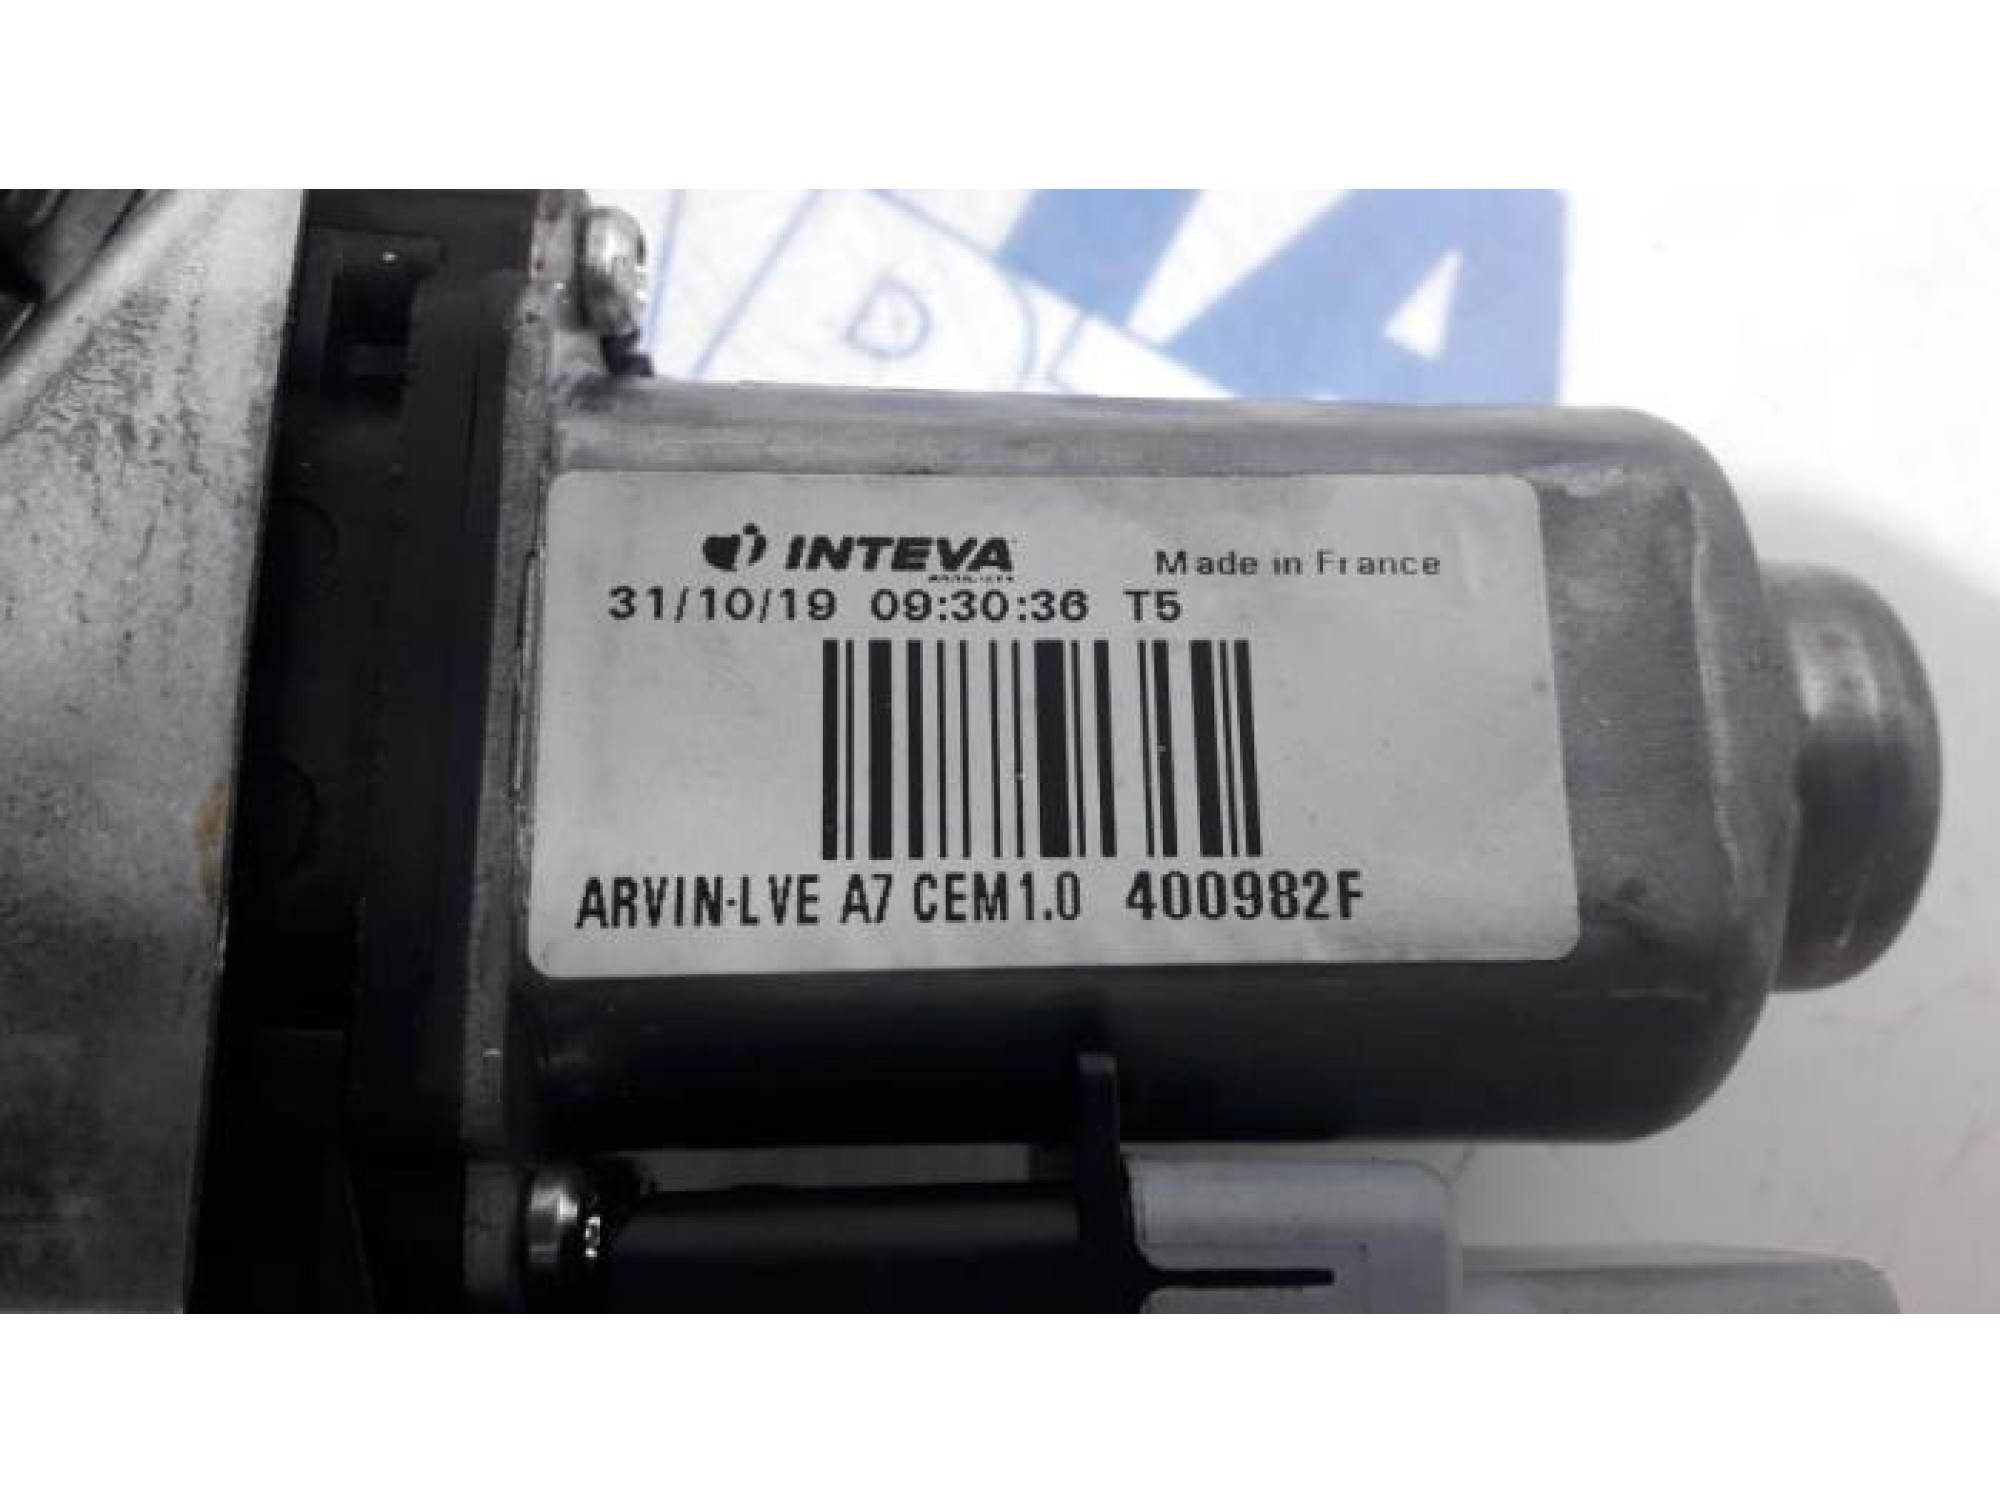 INTEVA Made in France
31/10/19 09:30:36 T5
ARVIN-LVE A7 CEM1.0 400982F